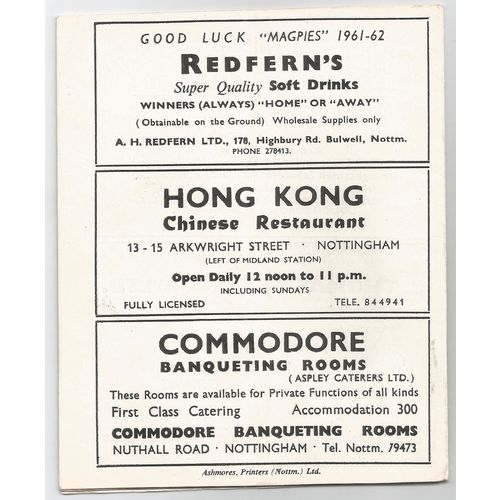 GOOD LUCK "MAGPIES" 1961-62
REDFERN'S
Super Quality Soft Drinks
WINNERS (ALWAYS) "HOME" OR "AWAY"
(Obtainable on the Ground) Wholesale Supplies only
A. H. REDFERN LTD., 178, Highbury Rd. Bulwell, Nottm.
PHONE 278413.
HONG KONG
Chinese Restaurant
13 - 15 ARKWRIGHT STREET · NOTTINGHAM
(LEFT OF MIDLAND STATION)
Open Daily 12 noon to 11 p.m.
INCLUDING SUNDAYS
FULLY LICENSED TELE. 844941
COMMODORE
BANQUETING ROOMS
(ASPLEY CATERERS LTD.)
These Rooms are available for Private Functions of all kinds
First Class Catering Accommodation 300
COMMODORE BANQUETING ROOMS
NUTHALL ROAD · NOTTINGHAM · Tel. Nottm. 79473
Ashmores, Printers (Nottm.) Ltd.